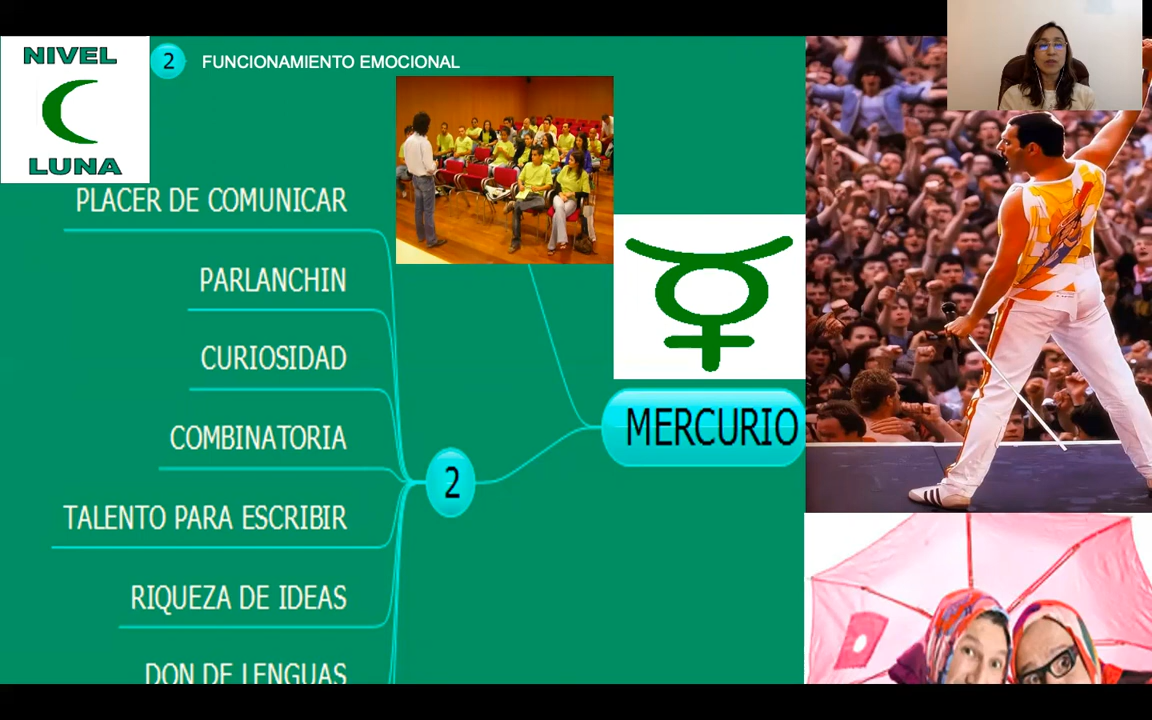 NIVEL
LUNA
2 FUNCIONAMIENTO EMOCIONAL
PLACER DE COMUNICAR
PARLANCHIN
CURIOSIDAD
COMBINATORIA
TALENTO PARA ESCRIBIR
RIQUEZA DE IDEAS
DON DE LENGUAS
2
MERCURIO